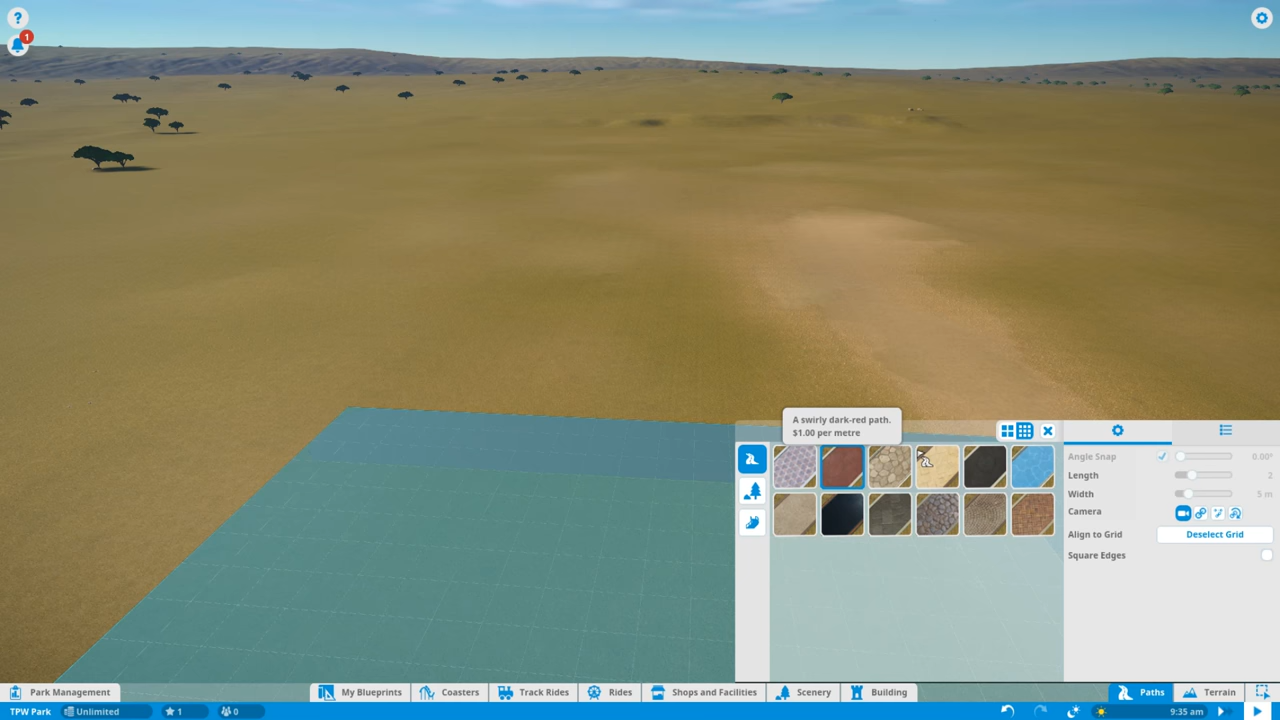 ?
1
A swirly dark-red path.
$1.00 per metre
Angle Snap 0.00°
Length 2
Width 5 m
Camera
Align to Grid Deselect Grid
Square Edges
Park Management My Blueprints Coasters Track Rides Rides Shops and Facilities Scenery Building Paths Terrain
TPW Park Unlimited 1 0 9:35 am